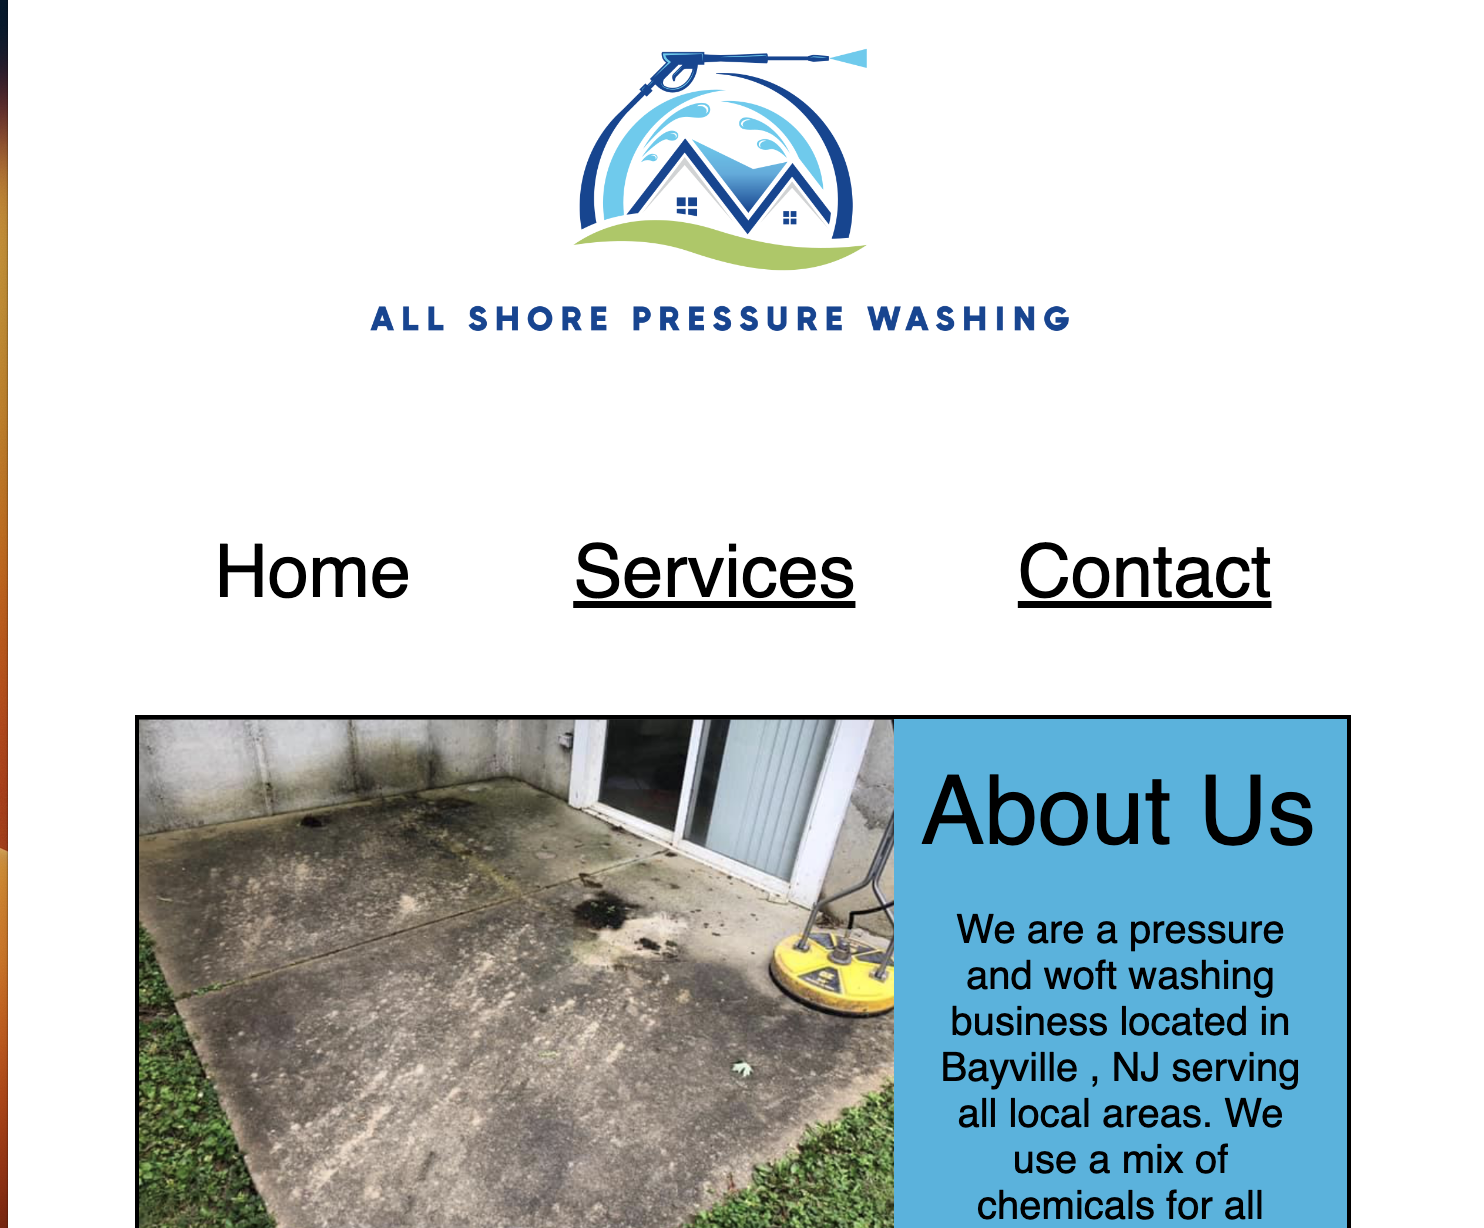 ALL SHORE PRESSURE WASHING
Home Services Contact
About Us
We are a pressure
and woft washing
business located in
Bayville , NJ serving
all local areas. We
use a mix of
chemicals for all